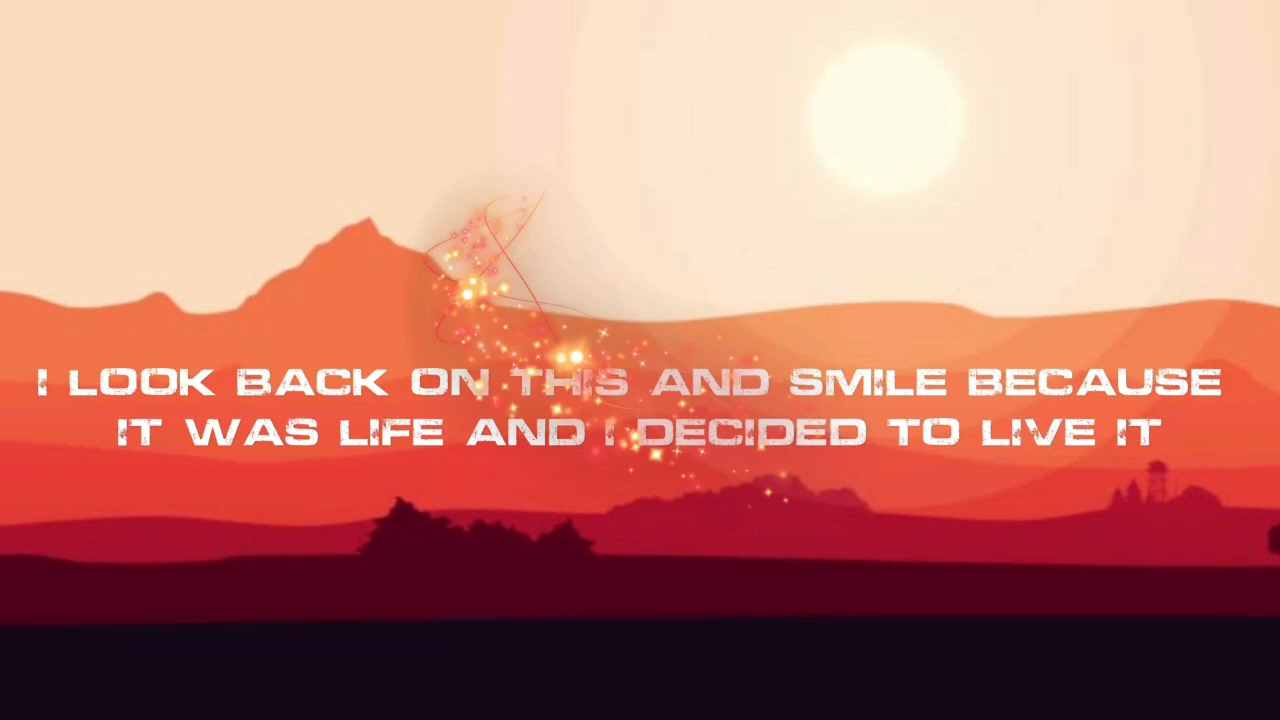 I LOOK BACK ON THIS AND SMILE BECAUSE
IT WAS LIFE AND I DECIDED TO LIVE IT